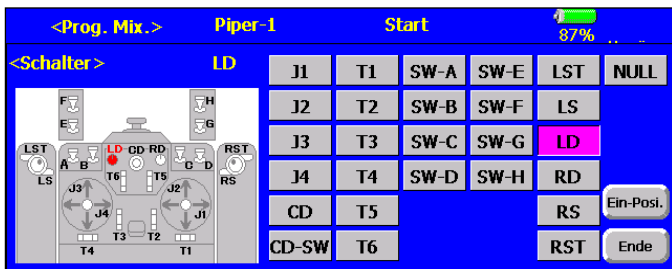 <Prog. Mix.> Piper-1 Start 87%
<Schalter> LD
J1 T1 SW-A SW-E LST NULL
J2 T2 SW-B SW-F LS
J3 T3 SW-C SW-G LD
J4 T4 SW-D SW-H RD
CD T5 RS Ein-Posi.
CD-SW T6 RST Ende
F H
E G
LST LD CD RD RST
A B C D
LS T6 T5 RS
J3 J2
J4 J1
T3 T2
T4 T1